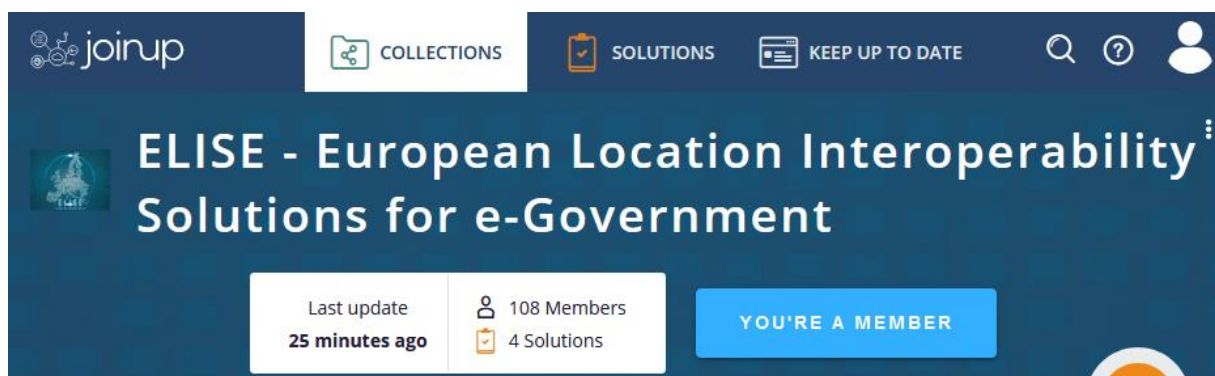 joinup
COLLECTIONS
SOLUTIONS
KEEP UP TO DATE
?
ELISE - European Location Interoperability
Solutions for e-Government
Last update
25 minutes ago
108 Members
4 Solutions
YOU'RE A MEMBER